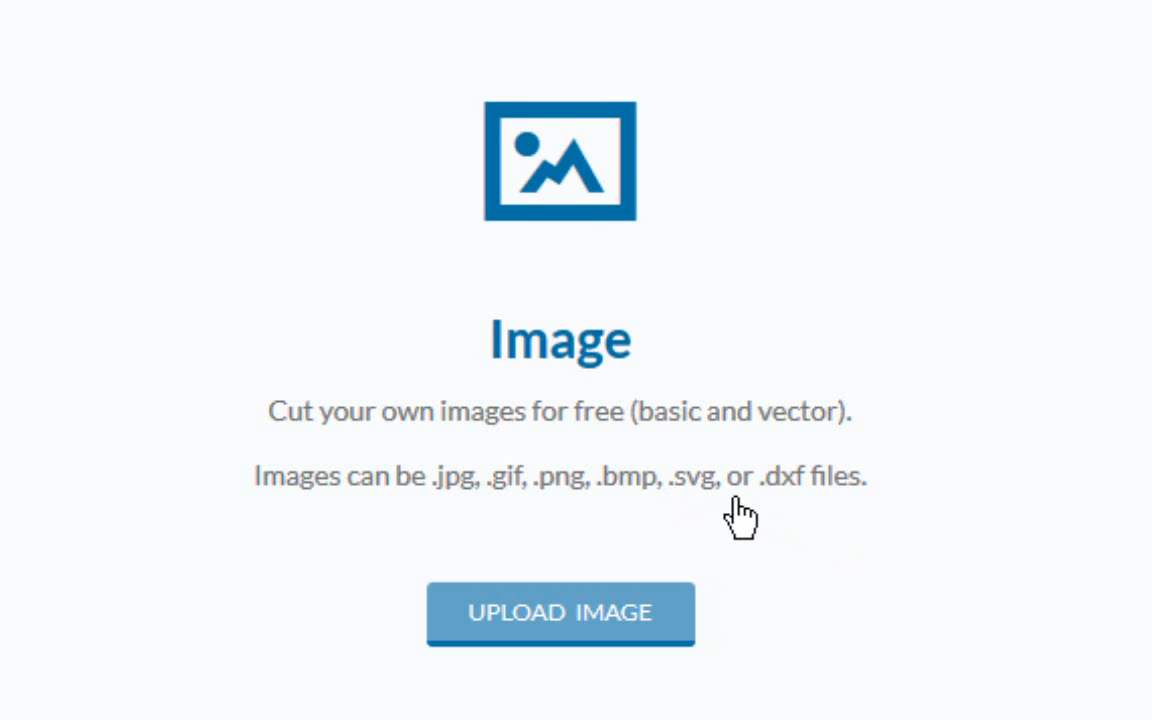 Image
Cut your own images for free (basic and vector).
Images can be .jpg, .gif, .png, .bmp, .svg, or .dxf files.
UPLOAD IMAGE